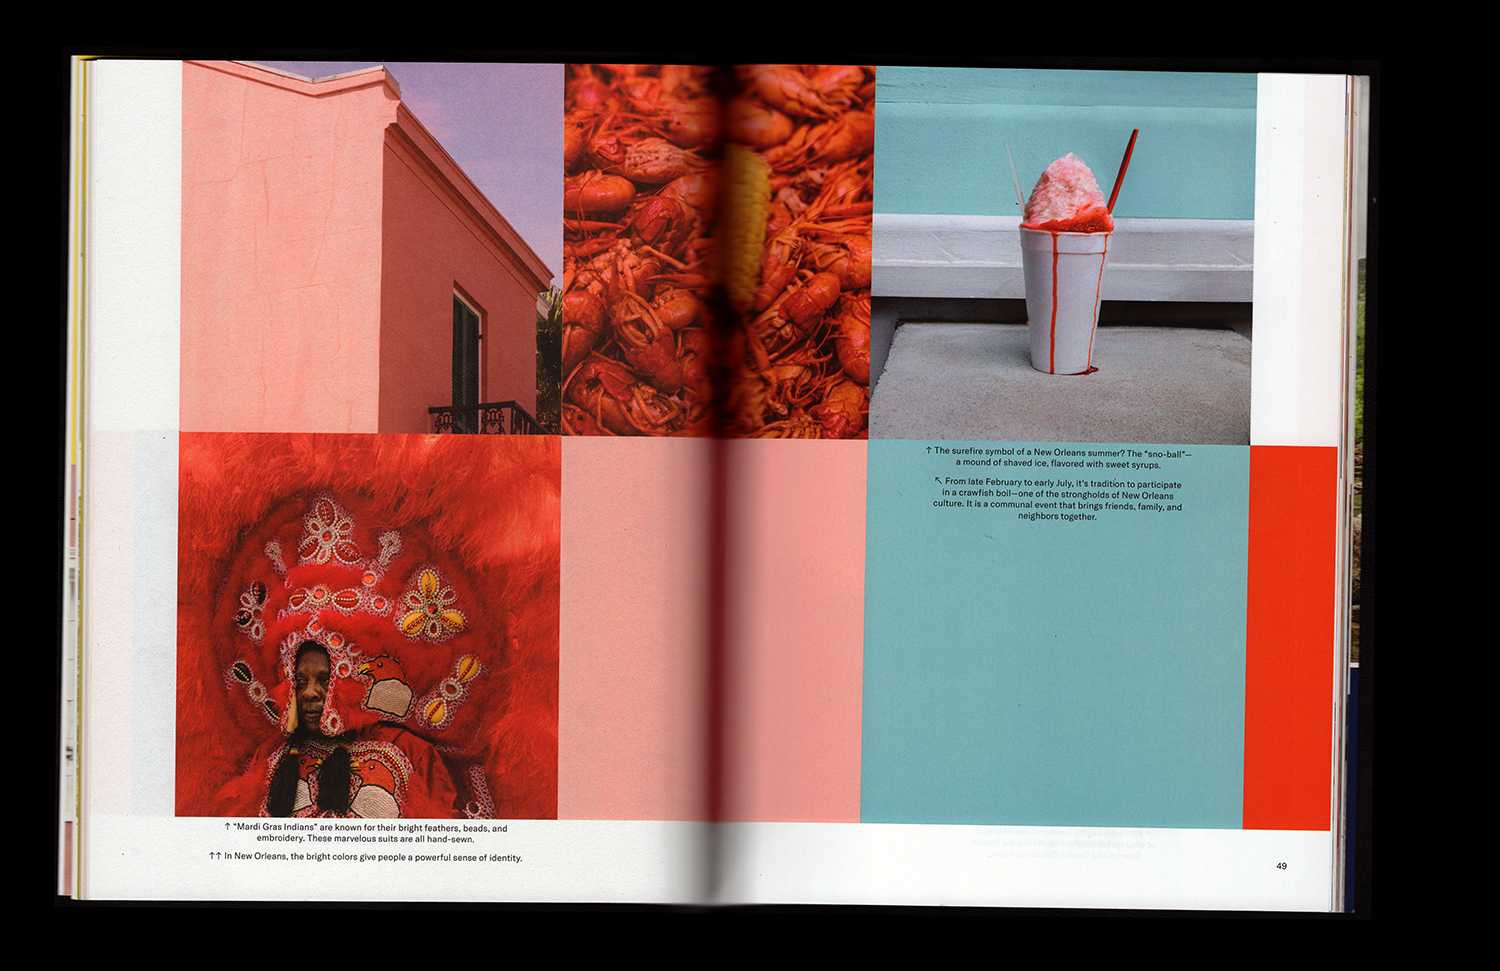 ↑ “Mardi Gras Indians” are known for their bright feathers, beads, and
embroidery. These marvelous suits are all hand-sewn.
↑↑ In New Orleans, the bright colors give people a powerful sense of identity.
↑ The surefire symbol of a New Orleans summer? The “sno-ball”—
a mound of shaved ice, flavored with sweet syrups.
↖ From late February to early July, it’s tradition to participate
in a crawfish boil—one of the strongholds of New Orleans
culture. It is a communal event that brings friends, family, and
neighbors together.
49